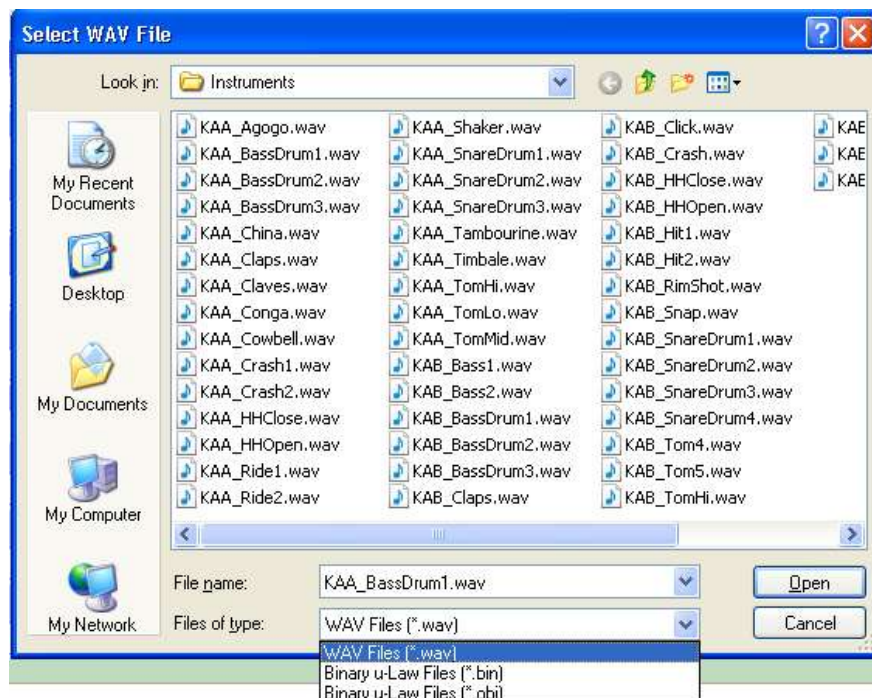 Select WAV File
Look in:
Instruments
My Recent
Documents
Desktop
My Documents
My Computer
My Network
KAA_Agogo.wav
KAA_BassDrum1.wav
KAA_BassDrum2.wav
KAA_BassDrum3.wav
KAA_China.wav
KAA_Claps.wav
KAA_Claves.wav
KAA_Conga.wav
KAA_Cowbell.wav
KAA_Crash1.wav
KAA_Crash2.wav
KAA_HHClose.wav
KAA_HHOpen.wav
KAA_Ride1.wav
KAA_Ride2.wav
KAA_Shaker.wav
KAA_SnareDrum1.wav
KAA_SnareDrum2.wav
KAA_SnareDrum3.wav
KAA_Tambourine.wav
KAA_Timbale.wav
KAA_TomHi.wav
KAA_TomLo.wav
KAA_TomMid.wav
KAB_Bass1.wav
KAB_Bass2.wav
KAB_BassDrum1.wav
KAB_BassDrum2.wav
KAB_BassDrum3.wav
KAB_Claps.wav
KAB_Click.wav
KAB_Crash.wav
KAB_HHClose.wav
KAB_HHOpen.wav
KAB_Hit1.wav
KAB_Hit2.wav
KAB_RimShot.wav
KAB_Snap.wav
KAB_SnareDrum1.wav
KAB_SnareDrum2.wav
KAB_SnareDrum3.wav
KAB_SnareDrum4.wav
KAB_Tom4.wav
KAB_Tom5.wav
KAB_TomHi.wav
KAE
KAE
KAE
File name:
KAA_BassDrum1.wav
Open
Files of type:
WAV Files (*.wav)
Cancel
WAV Files (*.wav)
Binary u-Law Files (*.bin)
Binary u-Law Files (*.obj)